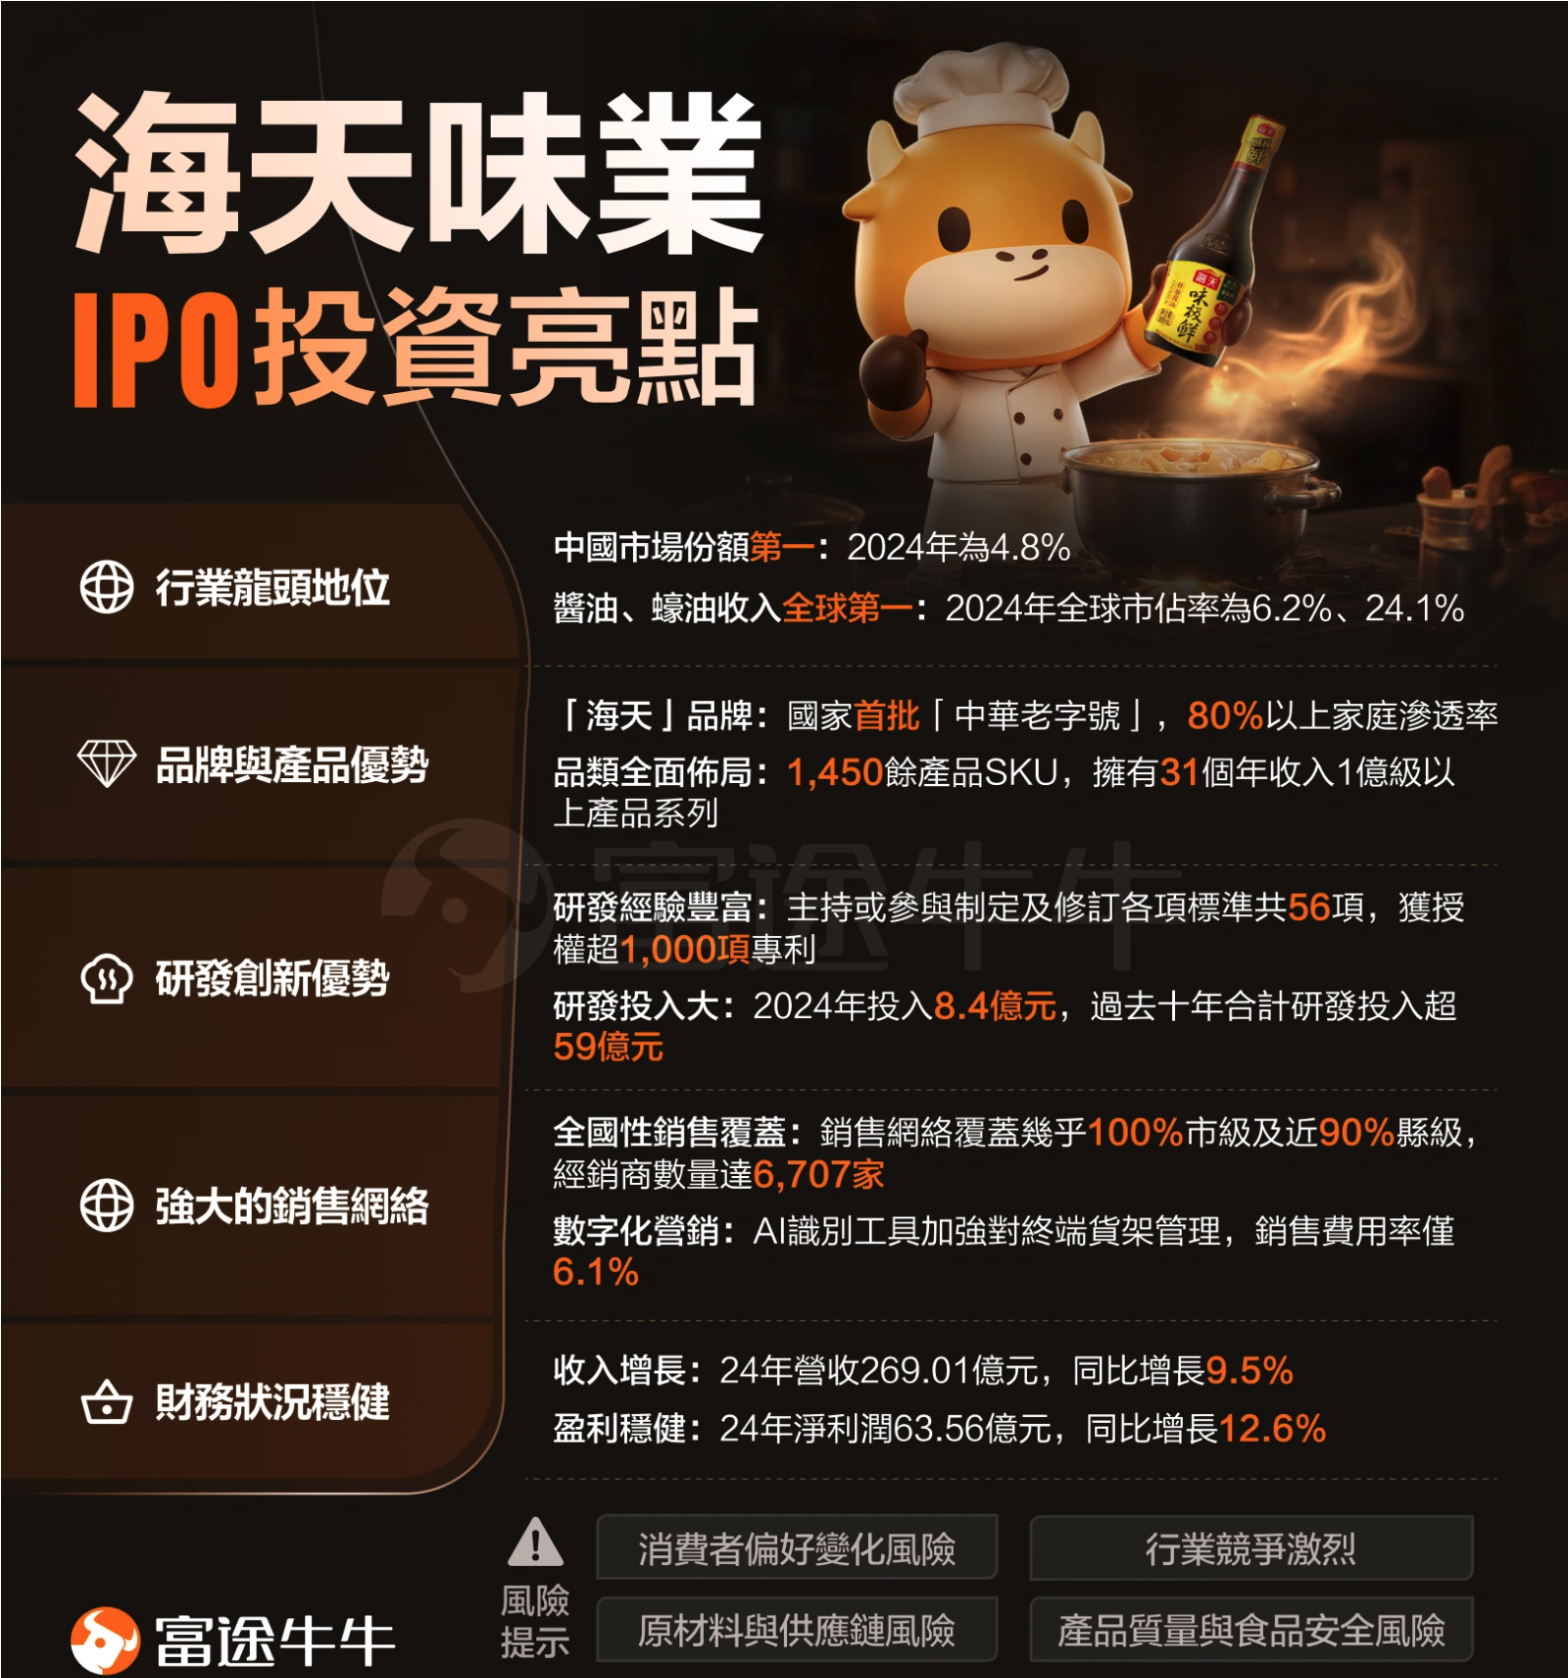 海天味業
IPO投資亮點
行業龍頭地位
中國市場份額第一：2024年為4.8%
醬油、蠔油收入全球第一：2024年全球市佔率為6.2%、24.1%
品牌與產品優勢
「海天」品牌：國家首批「中華老字號」，80%以上家庭滲透率
品類全面佈局：1,450餘產品SKU，擁有31個年收入1億級以
上產品系列
研發創新優勢
研發經驗豐富：主持或參與制定及修訂各項標準共56項，獲授
權超1,000項專利
研發投入大：2024年投入8.4億元，過去十年合計研發投入超
59億元
強大的銷售網絡
全國性銷售覆蓋：銷售網絡覆蓋幾乎100%市級及近90%縣級，
經銷商數量達6,707家
數字化營銷：AI識別工具加強對終端貨架管理，銷售費用率僅
6.1%
財務狀況穩健
收入增長：24年營收269.01億元，同比增長9.5%
盈利穩健：24年淨利潤63.56億元，同比增長12.6%
風險
提示
消費者偏好變化風險
行業競爭激烈
原材料與供應鏈風險
產品質量與食品安全風險
富途牛牛
富途牛牛
海天
味极鲜